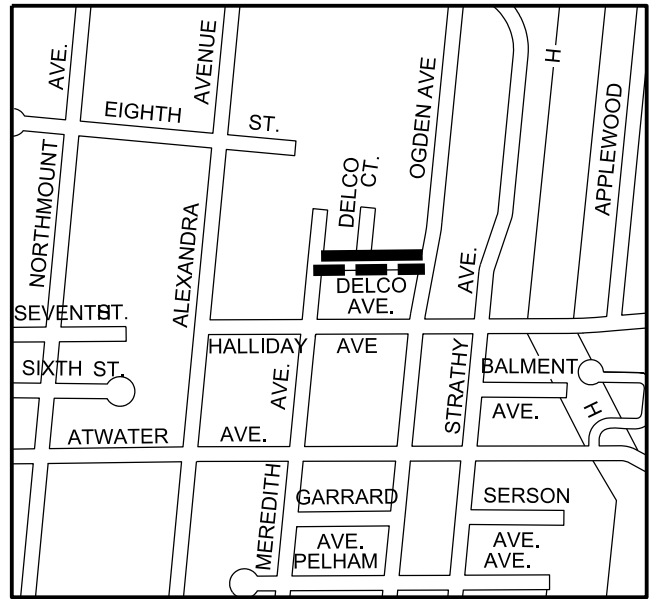 NORTHMOUNT AVE.
ALEXANDRA AVENUE
EIGHTH ST.
DELCO CT.
OGDEN AVE
APPLEWOOD
H
DELCO
AVE.
STRATHY AVE.
SEVENTH ST.
HALLIDAY AVE
SIXTH ST.
BALMENT
AVE.
H
ATWATER AVE.
MEREDITH AVE.
GARRARD
AVE.
SERSON
AVE.
PELHAM AVE.